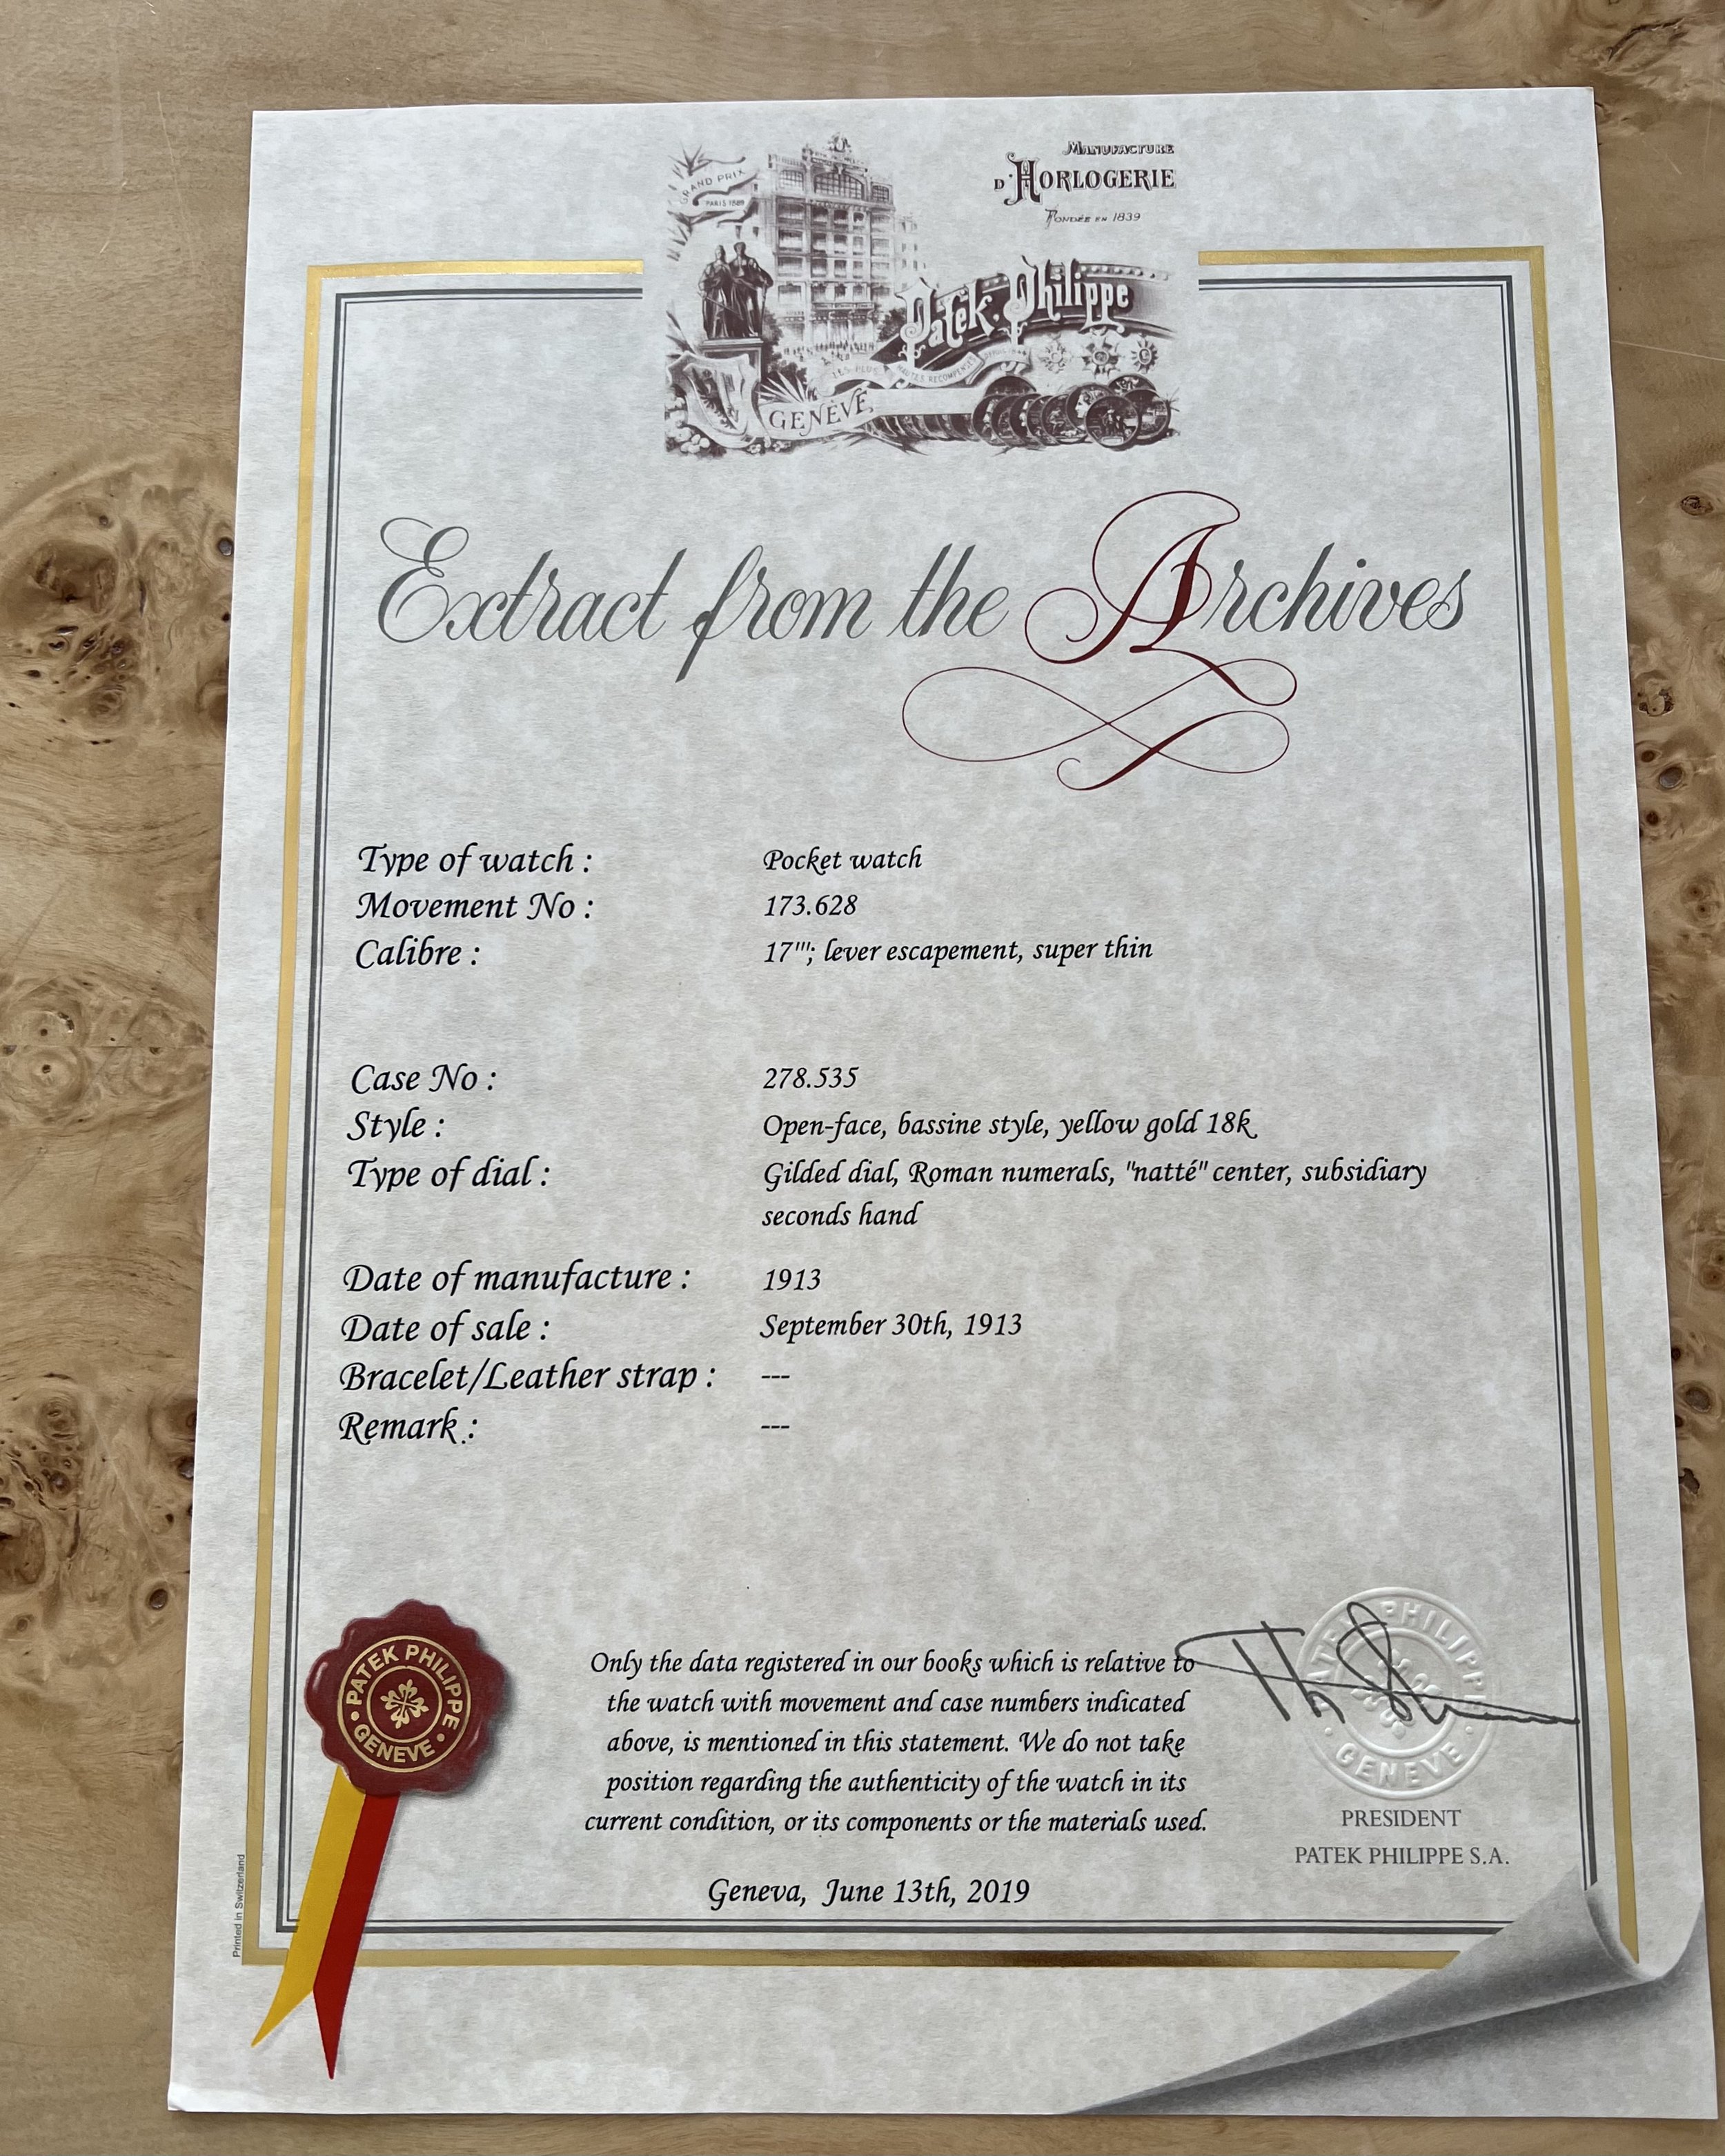 GRAND PRIX
PARIS 1889
MANUFACTURE
D'HORLOGERIE
FONDÉE EN 1839
Patek Philippe
LES PLUS HAUTES RECOMPENSES
GENÈVE
Extract from the Archives
Type of watch : Pocket watch
Movement No : 173.628
Calibre : 17'''; lever escapement, super thin
Case No : 278.535
Style : Open-face, bassine style, yellow gold 18k
Type of dial : Gilded dial, Roman numerals, "natté" center, subsidiary
seconds hand
Date of manufacture : 1913
Date of sale : September 30th, 1913
Bracelet/Leather strap : ---
Remark : ---
PATEK PHILIPPE
GENEVE
Only the data registered in our books which is relative to
the watch with movement and case numbers indicated
above, is mentioned in this statement. We do not take
position regarding the authenticity of the watch in its
current condition, or its components or the materials used.
Geneva, June 13th, 2019
PATEK PHILIPPE
GENEVE
PRESIDENT
PATEK PHILIPPE S.A.
Printed in Switzerland